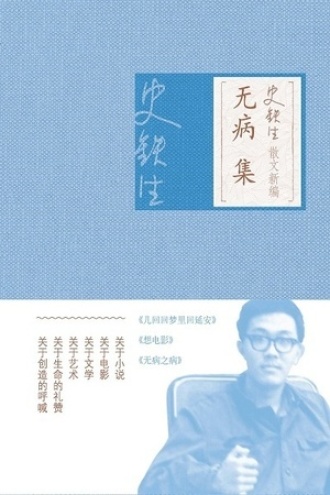 史铁生
史铁生
散文新编
无病集
《几回回梦里回延安》
《想电影》
《无病之病》
关于小说
关于电影
关于文学
关于艺术
关于生命的礼赞
关于创造的呼喊